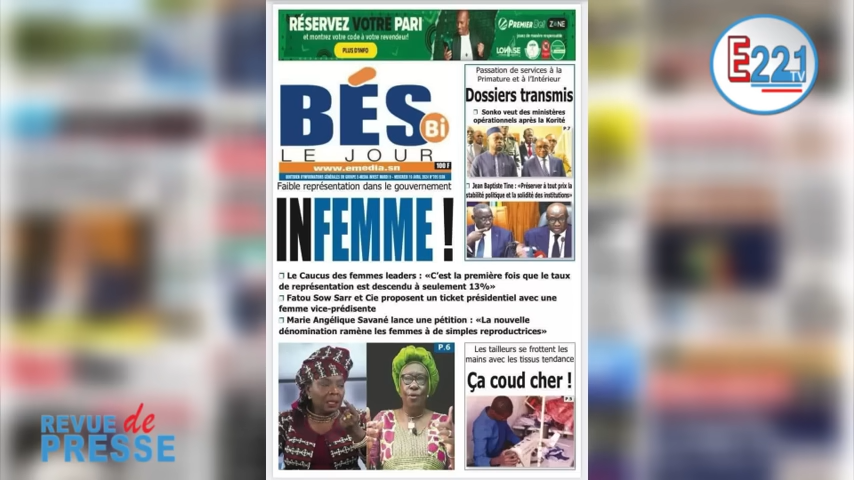 RÉSERVEZ VOTRE PARI
et montrez votre code à votre revendeur!
PLUS D'INFO
PREMIERBET ZONE
LONASE
E221 TV
BÉS Bi
LE JOUR
100 F
www.emedia.sn
Passation de services à la
Primature et à l'Intérieur
Dossiers transmis
Sonko veut des ministères
opérationnels après la Korité
P.7
Jean Baptiste Tine : «Préserver à tout prix la
stabilité politique et la solidité des institutions»
Faible représentation dans le gouvernement
INFEMME !
Le Caucus des femmes leaders : «C'est la première fois que le taux
de représentation est descendu à seulement 13%»
Fatou Sow Sarr et Cie proposent un ticket présidentiel avec une
femme vice-prédisente
Marie Angélique Savané lance une pétition : «La nouvelle
dénomination ramène les femmes à de simples reproductrices»
P.6
Les tailleurs se frottent les
mains avec les tissus tendance
Ça coud cher !
REVUE de
PRESSE